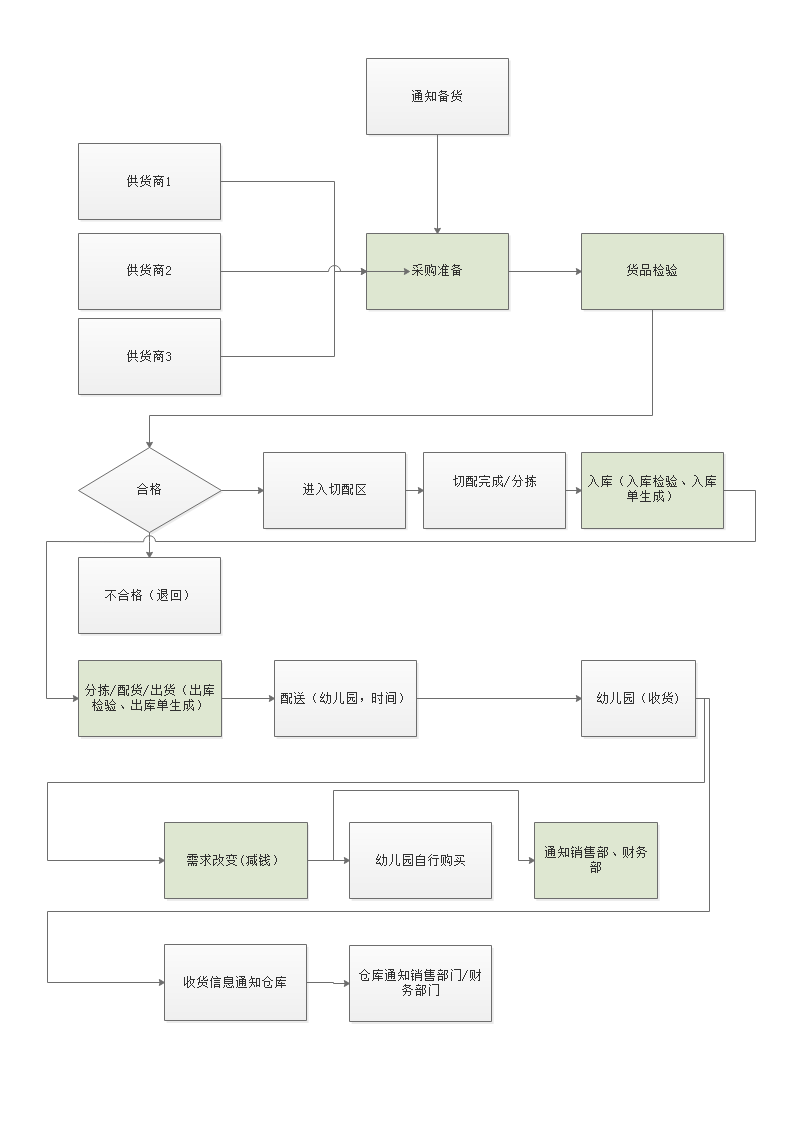 通知备货
供货商1
供货商2
采购准备
货品检验
供货商3
合格
进入切配区
切配完成/分拣
入库（入库检验、入库
单生成）
不合格（退回）
分拣/配货/出货（出库
检验、出库单生成）
配送（幼儿园，时间）
幼儿园（收货)
需求改变(减钱）
幼儿园自行购买
通知销售部、财务
部
收货信息通知仓库
仓库通知销售部门/财
务部门